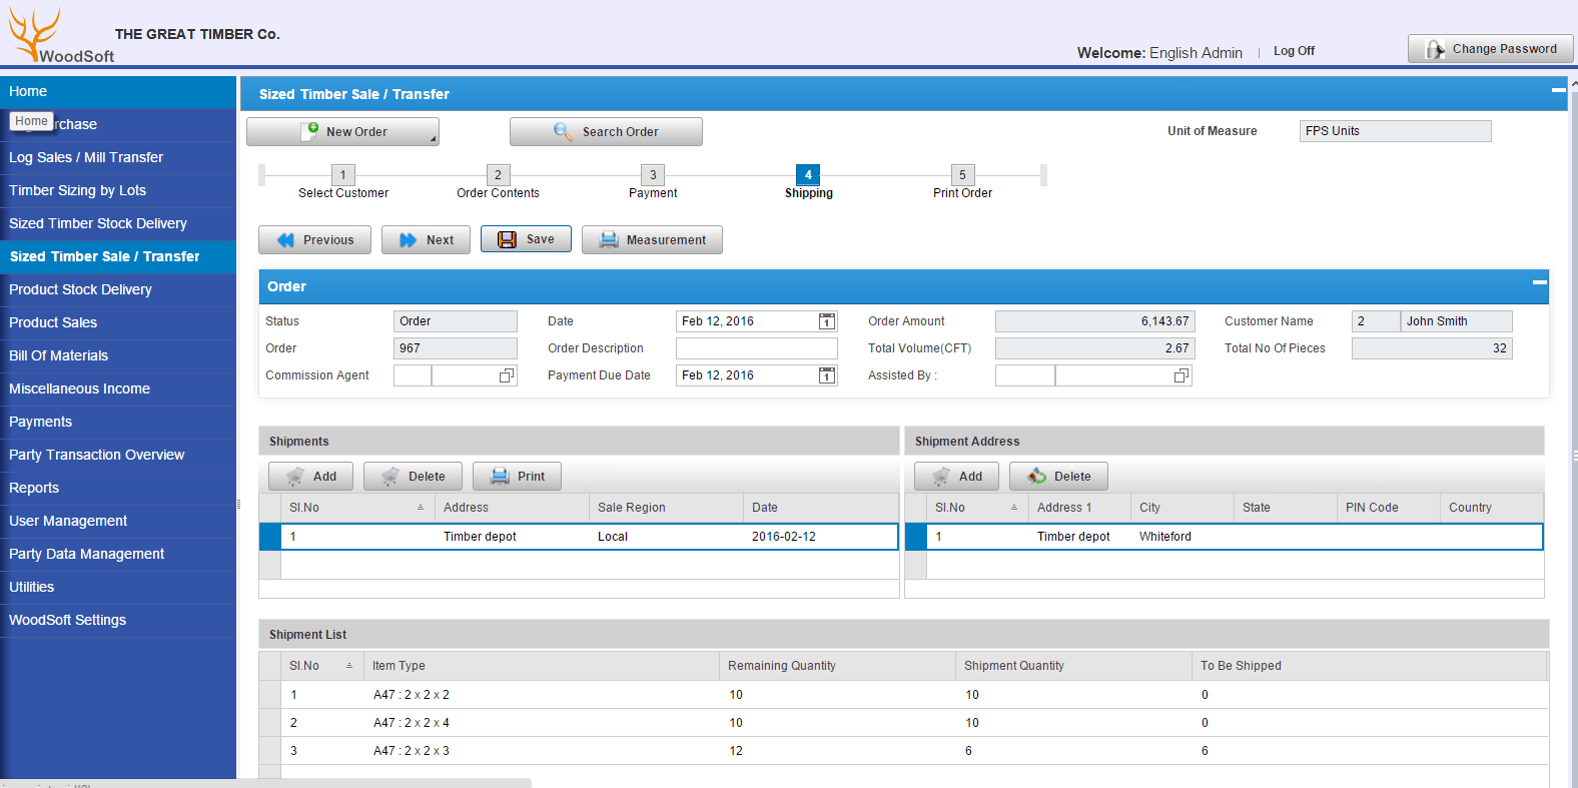 THE GREAT TIMBER Co.
WoodSoft
Welcome: English Admin | Log Off
Change Password
Home
Home
rchase
Log Sales / Mill Transfer
Timber Sizing by Lots
Sized Timber Stock Delivery
Sized Timber Sale / Transfer
Product Stock Delivery
Product Sales
Bill Of Materials
Miscellaneous Income
Payments
Party Transaction Overview
Reports
User Management
Party Data Management
Utilities
WoodSoft Settings
Sized Timber Sale / Transfer
New Order Search Order Unit of Measure FPS Units
1 2 3 4 5
Select Customer Order Contents Payment Shipping Print Order
Previous Next Save Measurement
Order
Status Order Date Feb 12, 2016 1 Order Amount 6,143.67 Customer Name 2 John Smith
Order 967 Order Description Total Volume(CFT) 2.67 Total No Of Pieces 32
Commission Agent Payment Due Date Feb 12, 2016 1 Assisted By :
Shipments
Add Delete Print
Sl.No Address Sale Region Date
1 Timber depot Local 2016-02-12
Shipment Address
Add Delete
Sl.No Address 1 City State PIN Code Country
1 Timber depot Whiteford
Shipment List
Sl.No Item Type Remaining Quantity Shipment Quantity To Be Shipped
1 A47 : 2 x 2 x 2 10 10 0
2 A47 : 2 x 2 x 4 10 10 0
3 A47 : 2 x 2 x 3 12 6 6